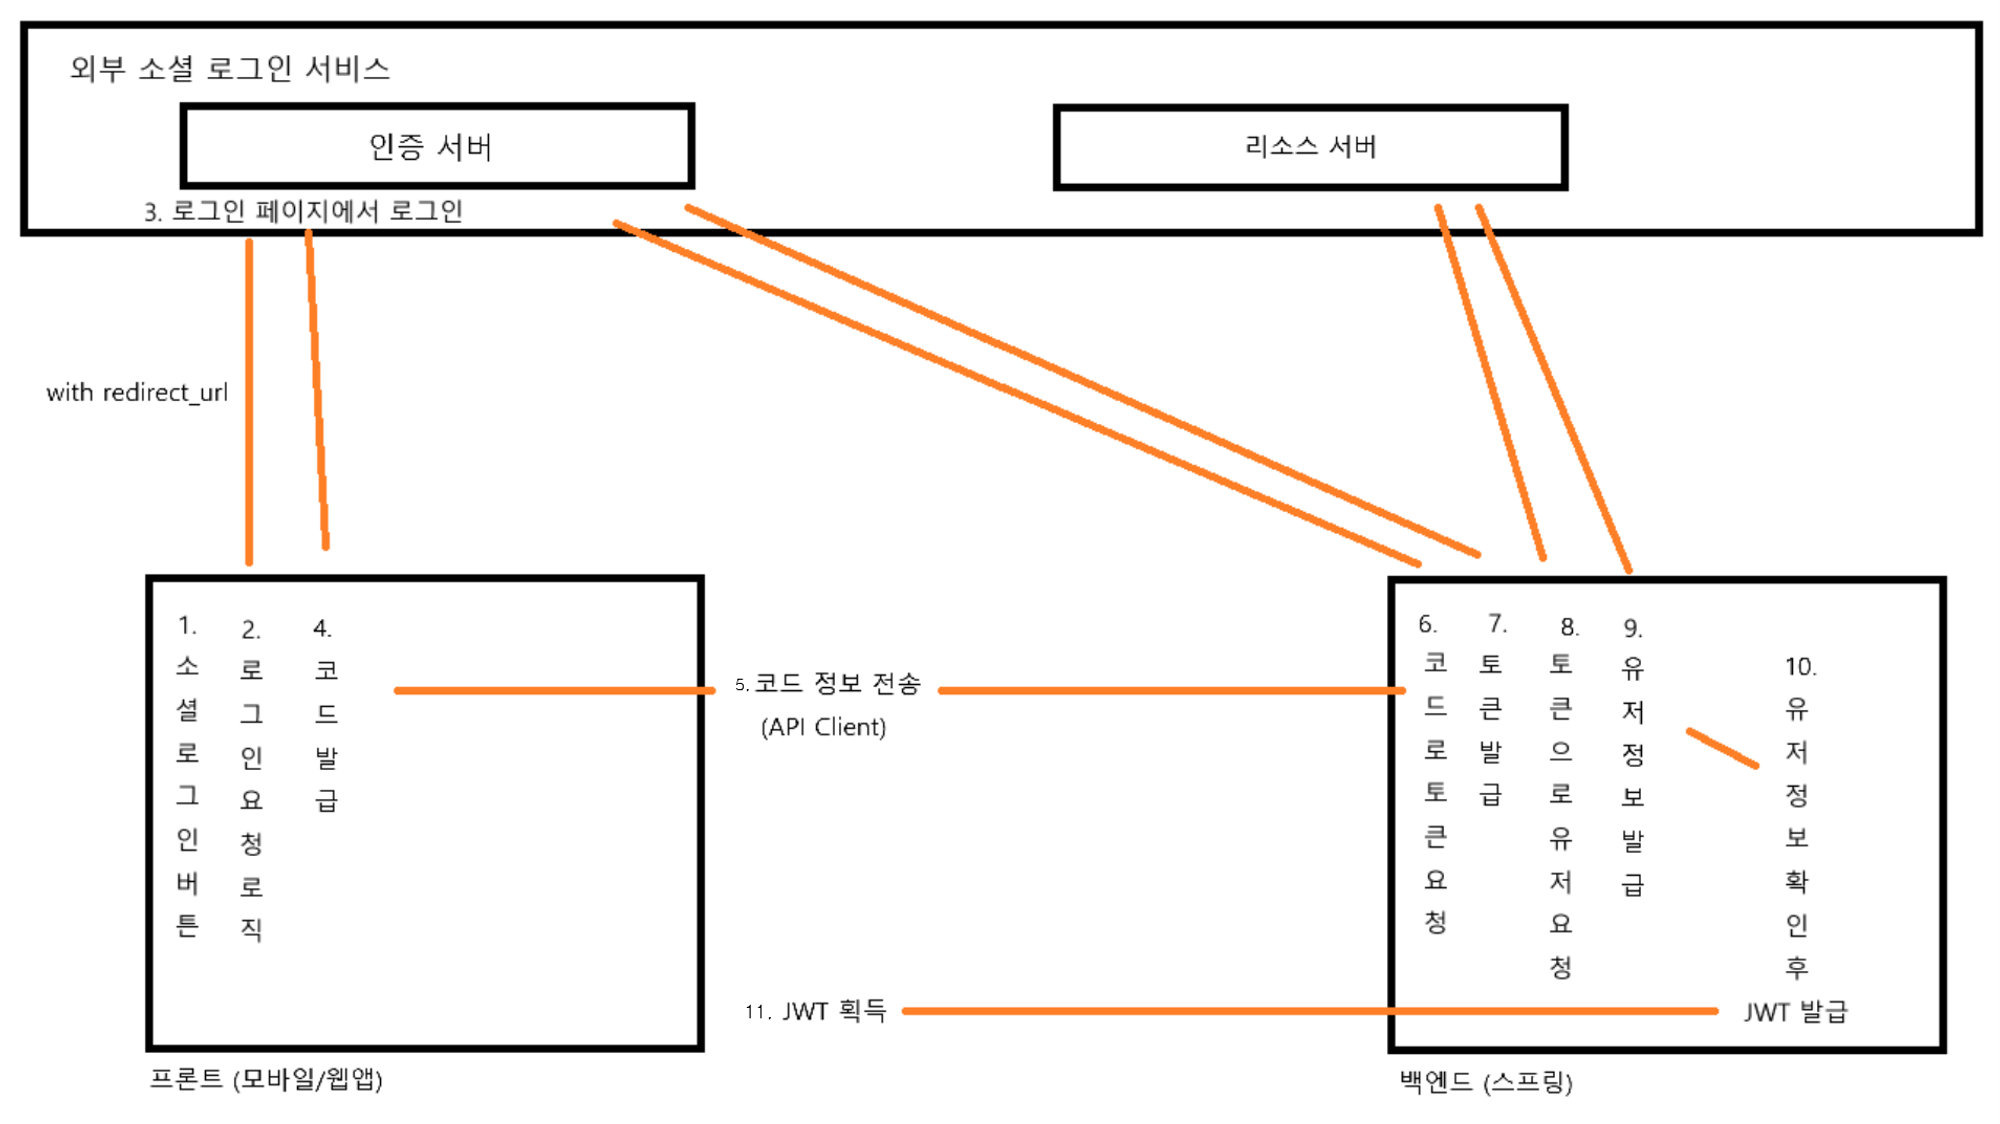 외부 소셜 로그인 서비스
인증 서버
리소스 서버
3. 로그인 페이지에서 로그인
with redirect_url
1. 소셜로그인버튼
2. 로그인요청로직
4. 코드발급
5. 코드 정보 전송
(API Client)
6. 코드로토큰요청
7. 토큰발급
8. 토큰으로유저요청
9. 유저정보발급
10. 유저정보확인후
JWT 발급
11. JWT 획득
프론트 (모바일/웹앱)
백엔드 (스프링)